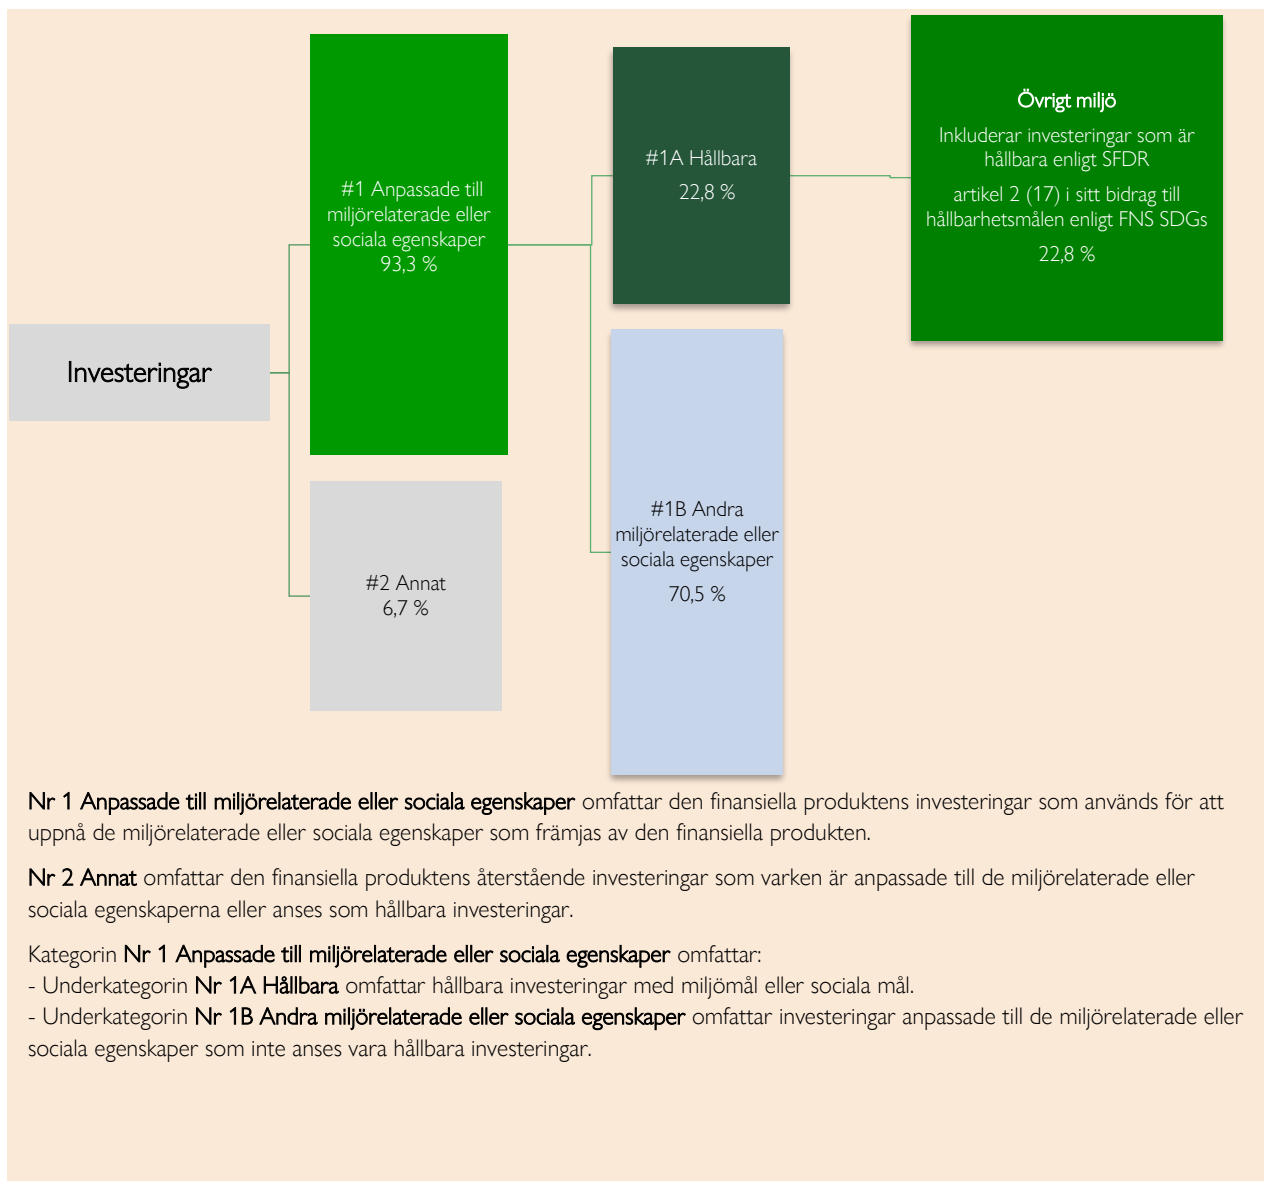 Investeringar
#1 Anpassade till
miljörelaterade eller
sociala egenskaper
93,3 %
#2 Annat
6,7 %
#1A Hållbara
22,8 %
#1B Andra
miljörelaterade eller
sociala egenskaper
70,5 %
Övrigt miljö
Inkluderar investeringar som är
hållbara enligt SFDR
artikel 2 (17) i sitt bidrag till
hållbarhetsmålen enligt FNS SDGs
22,8 %
Nr 1 Anpassade till miljörelaterade eller sociala egenskaper omfattar den finansiella produktens investeringar som används för att
uppnå de miljörelaterade eller sociala egenskaper som främjas av den finansiella produkten.
Nr 2 Annat omfattar den finansiella produktens återstående investeringar som varken är anpassade till de miljörelaterade eller
sociala egenskaperna eller anses som hållbara investeringar.
Kategorin Nr 1 Anpassade till miljörelaterade eller sociala egenskaper omfattar:
- Underkategorin Nr 1A Hållbara omfattar hållbara investeringar med miljömål eller sociala mål.
- Underkategorin Nr 1B Andra miljörelaterade eller sociala egenskaper omfattar investeringar anpassade till de miljörelaterade eller
sociala egenskaper som inte anses vara hållbara investeringar.